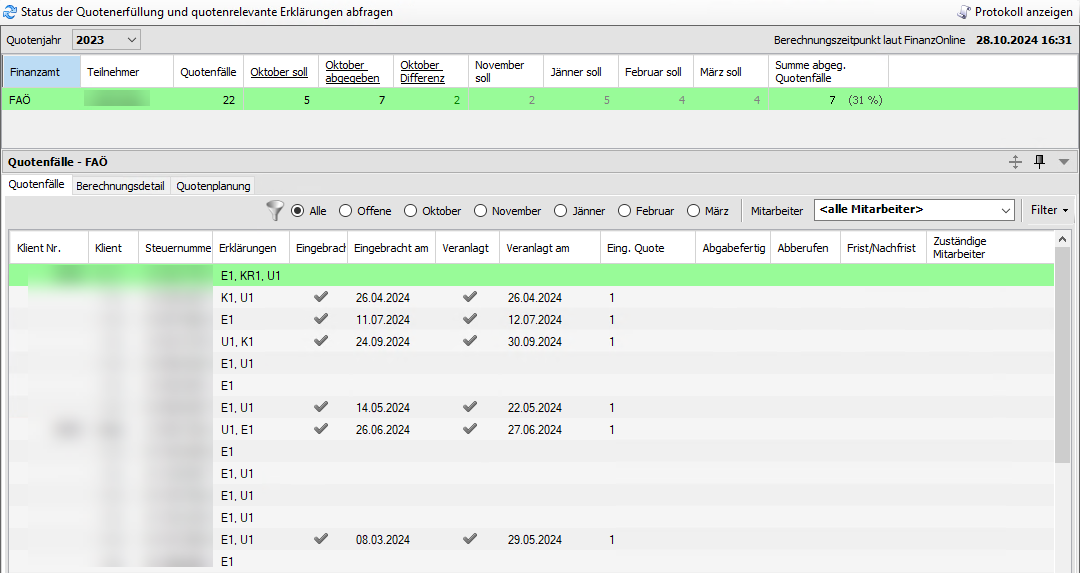 Status der Quotenerfüllung und quotenrelevante Erklärungen abfragen Protokoll anzeigen
Quotenjahr 2023 Berechnungszeitpunkt laut FinanzOnline 28.10.2024 16:31
Finanzamt Teilnehmer Quotenfälle Oktober soll Oktober abgegeben Oktober Differenz November soll Jänner soll Februar soll März soll Summe abgeg. Quotenfälle
FAÖ 22 5 7 2 2 5 4 4 7 (31 %)
Quotenfälle - FAÖ
Quotenfälle Berechnungsdetail Quotenplanung
Alle Offene Oktober November Jänner Februar März Mitarbeiter <alle Mitarbeiter> Filter
Klient Nr. Klient Steuernumme Erklärungen Eingebrach Eingebracht am Veranlagt Veranlagt am Eing. Quote Abgabefertig Abberufen Frist/Nachfrist Zuständige Mitarbeiter
E1, KR1, U1
K1, U1 26.04.2024 26.04.2024 1
E1 11.07.2024 12.07.2024 1
U1, K1 24.09.2024 30.09.2024 1
E1, U1
E1
E1, U1 14.05.2024 22.05.2024 1
U1, E1 26.06.2024 27.06.2024 1
E1
E1, U1
E1, U1
E1, U1
E1, U1 08.03.2024 29.05.2024 1
E1